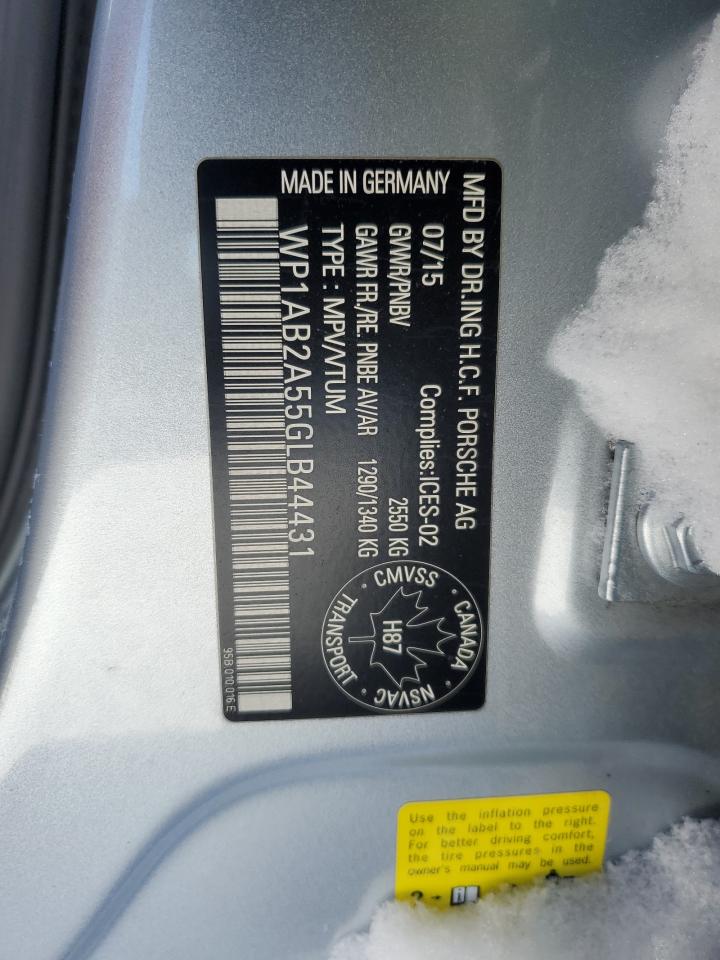 MFD BY DR.ING H.C.F. PORSCHE AG
MADE IN GERMANY
07/15 Complies:ICES-02
GVWR/PNBV 2550 KG
GAWR FR./RE. PNBE AV/AR 1290/1340 KG
TYPE : MPV/VTUM
WP1AB2A55GLB44431
CMVSS · CANADA · NSVAC · TRANSPORT ·
H87
95B 010 016 E
Use the inflation pressure
on the label to the right.
For better driving comfort,
the tire pressures in the
owner's manual may be used.